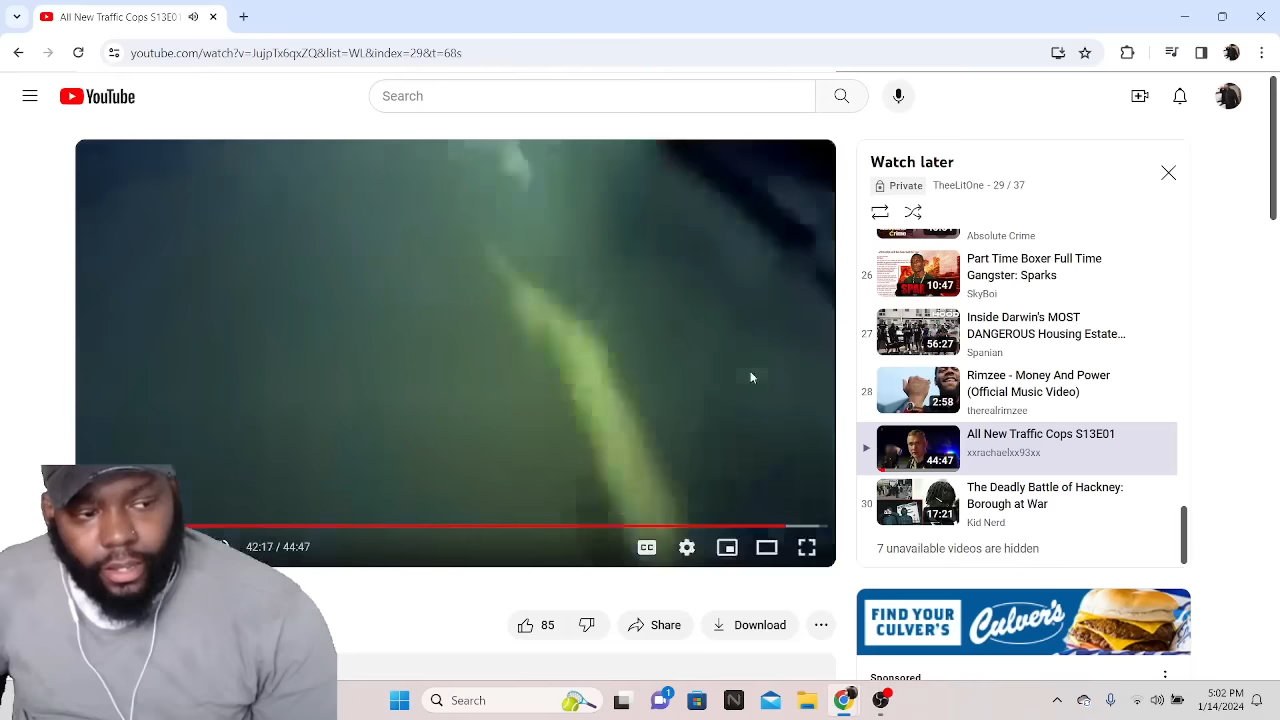 All New Traffic Cops S13E0
youtube.com/watch?v=JujpTx6qxZQ&list=WL&index=29&t=68s
YouTube
Search
Watch later
Private
TheeLitOne - 29 / 37
Absolute Crime
26
10:47
Part Time Boxer Full Time
Gangster: Sparks
SkyBoi
27
56:27
Inside Darwin's MOST
DANGEROUS Housing Estate…
Spanian
28
2:58
Rimzee - Money And Power
(Official Music Video)
therealrimzee
44:47
All New Traffic Cops S13E01
xxrachaelxx93xx
30
17:21
The Deadly Battle of Hackney:
Borough at War
Kid Nerd
7 unavailable videos are hidden
42:17 / 44:47
CC
85
Share
Download
FIND YOUR
CULVER'S
Culver's
Sponsored
Search
1
5:02 PM
1/14/2024